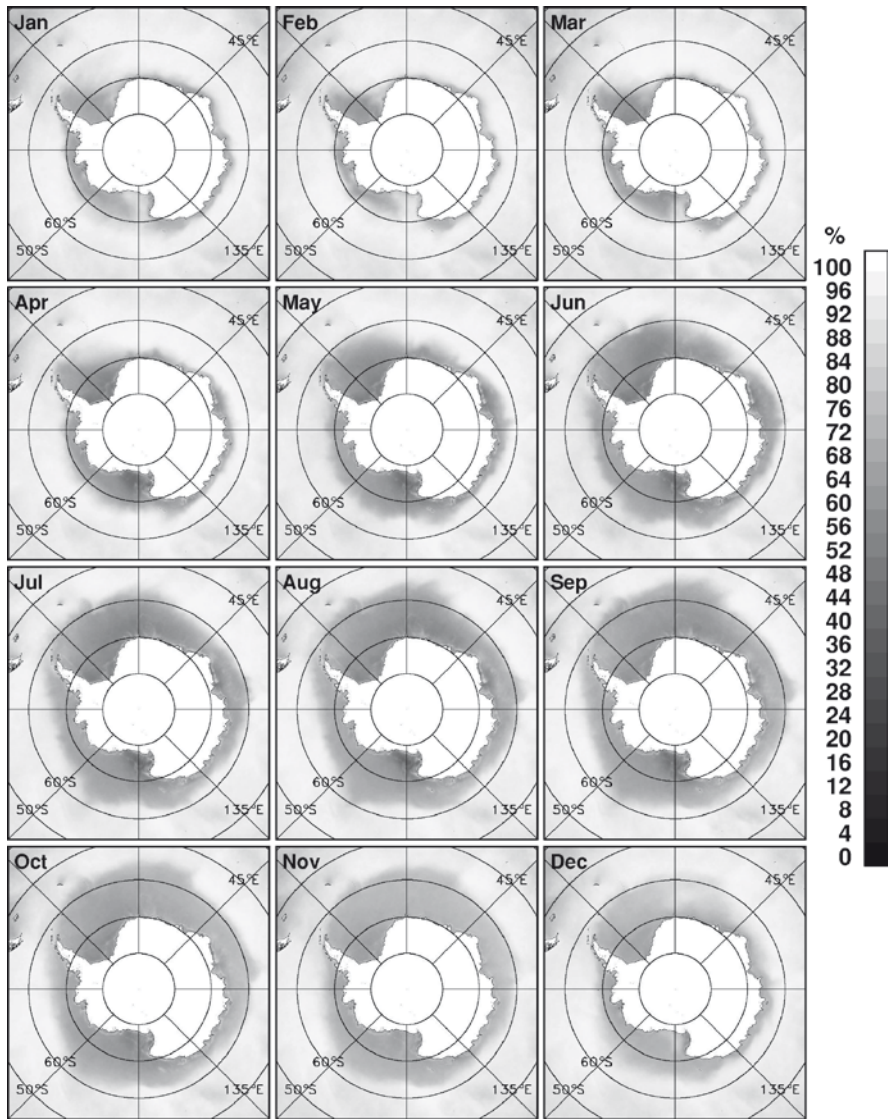 Jan
45°E
60°S
50°S
135°E
Feb
45°E
60°S
50°S
135°E
Mar
45°E
60°S
50°S
135°E
Apr
45°E
60°S
50°S
135°E
May
45°E
60°S
50°S
135°E
Jun
45°E
60°S
50°S
135°E
Jul
45°E
60°S
50°S
135°E
Aug
45°E
60°S
50°S
135°E
Sep
45°E
60°S
50°S
135°E
Oct
45°E
60°S
50°S
135°E
Nov
45°E
60°S
50°S
135°E
Dec
45°E
60°S
50°S
135°E
%
100
96
92
88
84
80
76
72
68
64
60
56
52
48
44
40
36
32
28
24
20
16
12
8
4
0